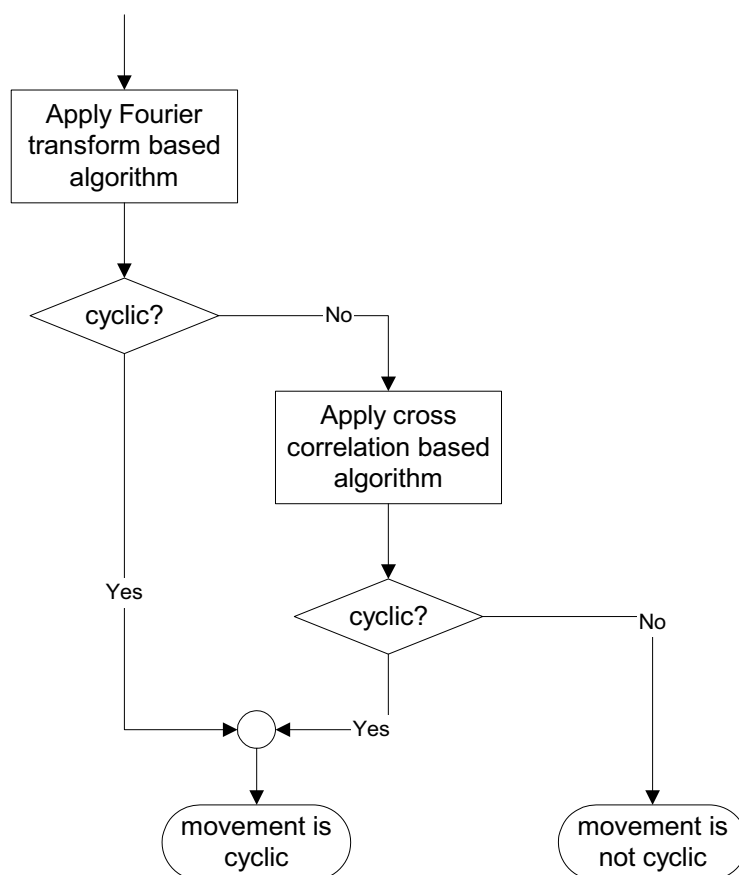 Apply Fourier
transform based
algorithm
cyclic?
No
Apply cross
correlation based
algorithm
Yes
cyclic?
No
Yes
movement is
cyclic
movement is
not cyclic